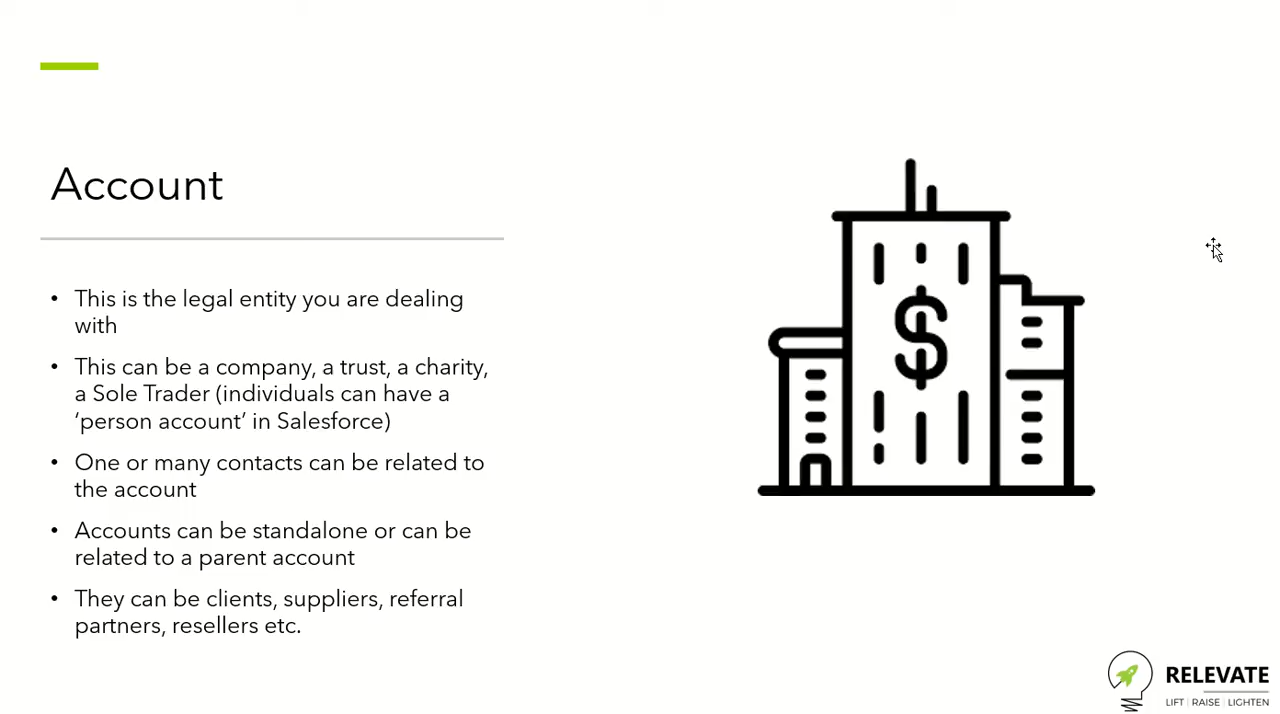 Account
• This is the legal entity you are dealing
with
• This can be a company, a trust, a charity,
a Sole Trader (individuals can have a
‘person account’ in Salesforce)
• One or many contacts can be related to
the account
• Accounts can be standalone or can be
related to a parent account
• They can be clients, suppliers, referral
partners, resellers etc.
$
RELEVATE
LIFT | RAISE | LIGHTEN